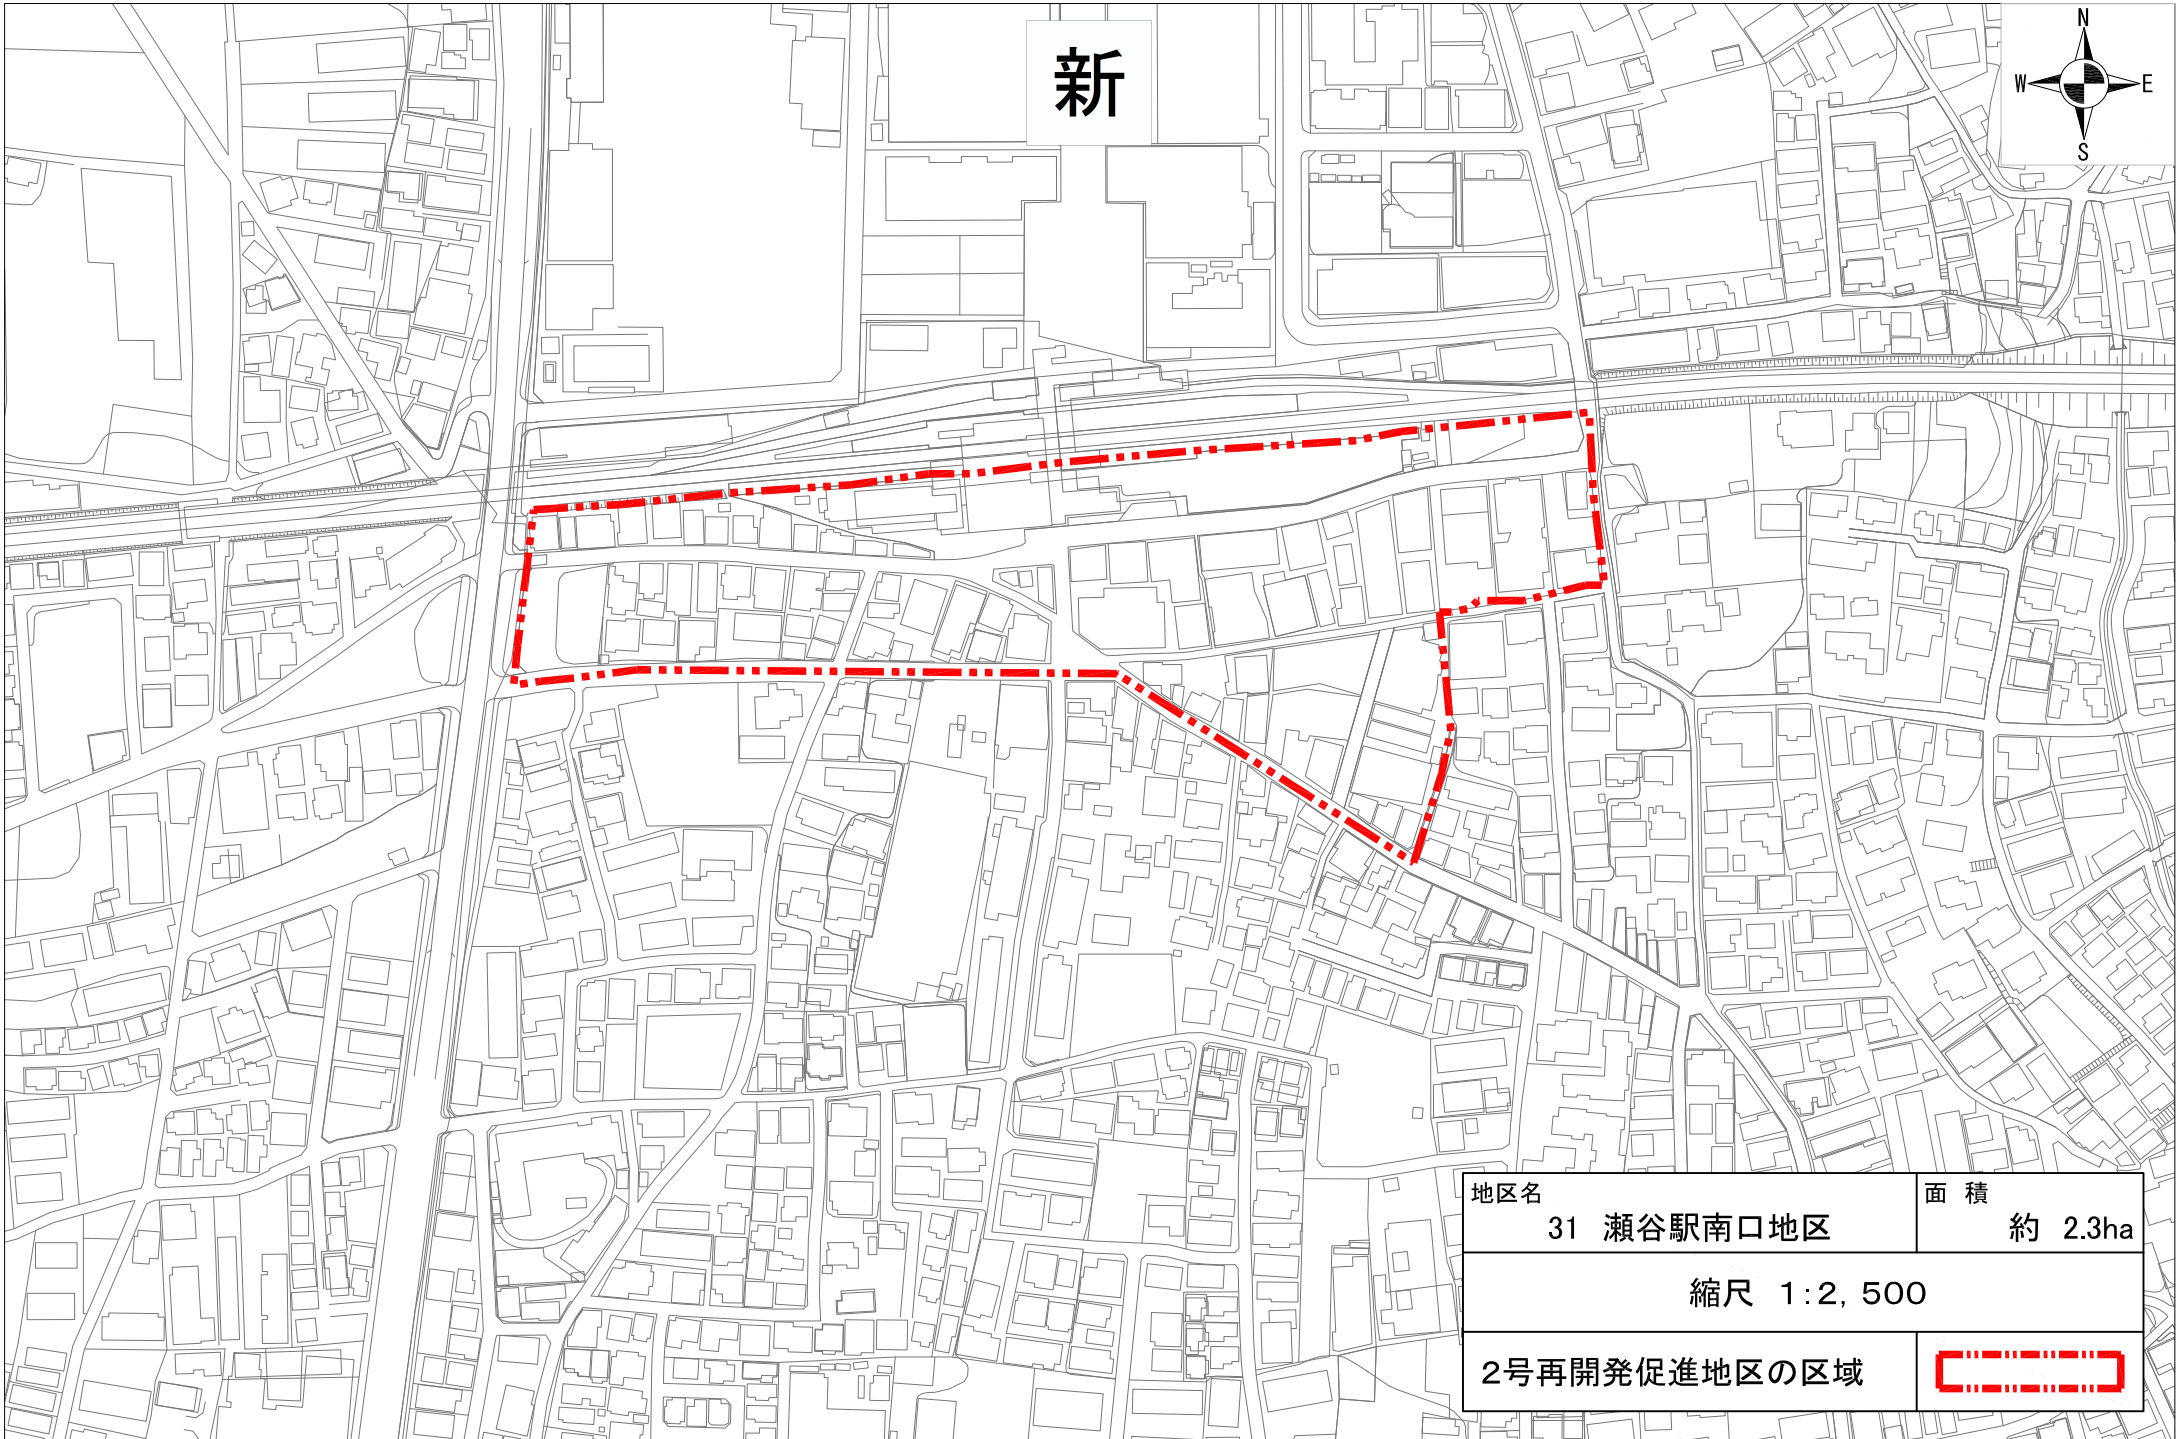 新
N
W E
S
地区名
31 瀬谷駅南口地区
面 積
約 2.3ha
縮尺 1:2,500
2号再開発促進地区の区域